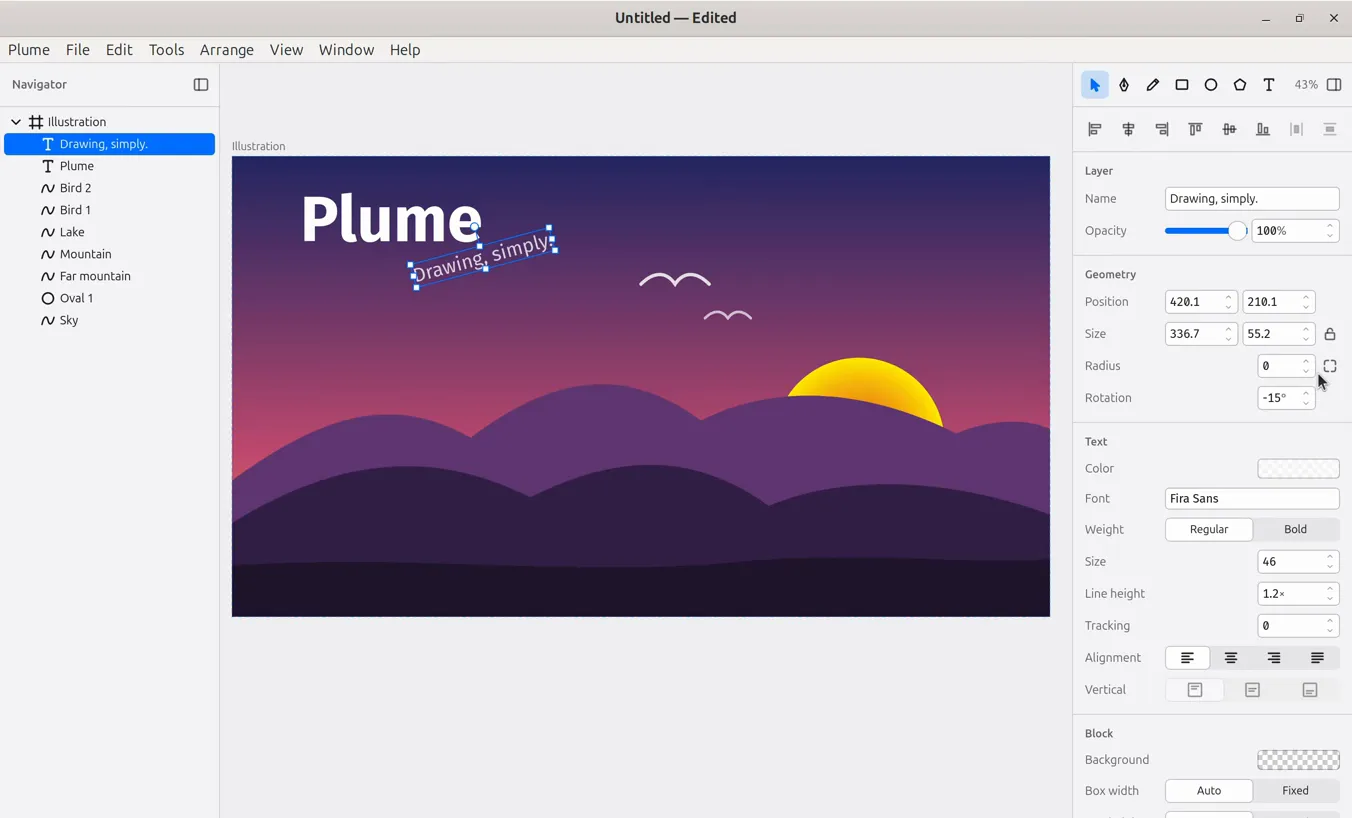 Untitled — Edited
Plume File Edit Tools Arrange View Window Help
Navigator
43%
Illustration
Drawing, simply.
Plume
Bird 2
Bird 1
Lake
Mountain
Far mountain
Oval 1
Sky
Illustration
Plume
Drawing, simply.
Layer
Name Drawing, simply.
Opacity 100%
Geometry
Position 420.1 210.1
Size 336.7 55.2
Radius 0
Rotation -15°
Text
Color
Font Fira Sans
Weight Regular Bold
Size 46
Line height 1.2×
Tracking 0
Alignment
Vertical
Block
Background
Box width Auto Fixed